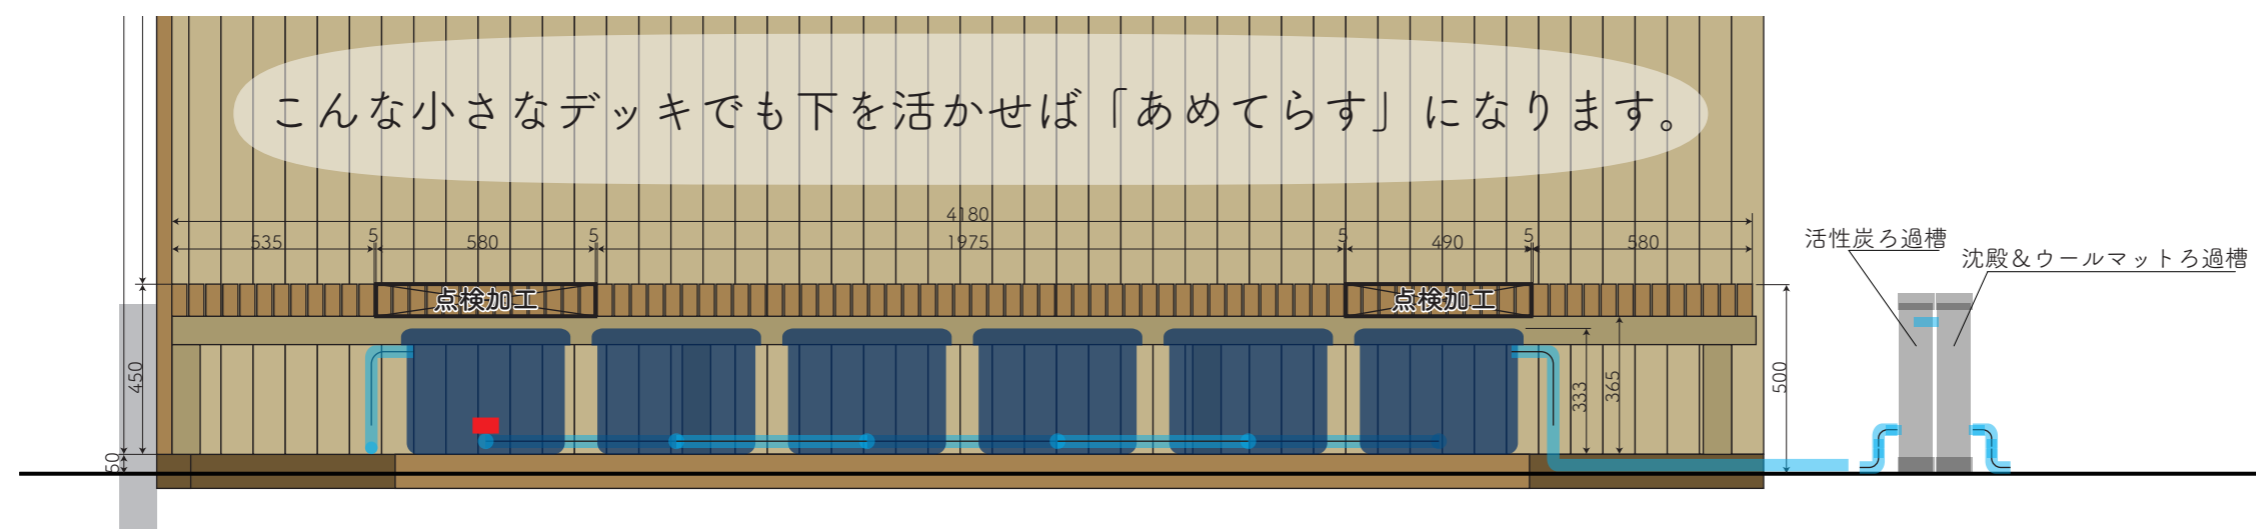 こんな小さなデッキでも下を活かせば「あめてらす」になります。
4180
535 5 580 5 1975 5 490 5 580
活性炭ろ過槽
沈殿＆ウールマットろ過槽
点検加工 点検加工
450 333 365 500
50